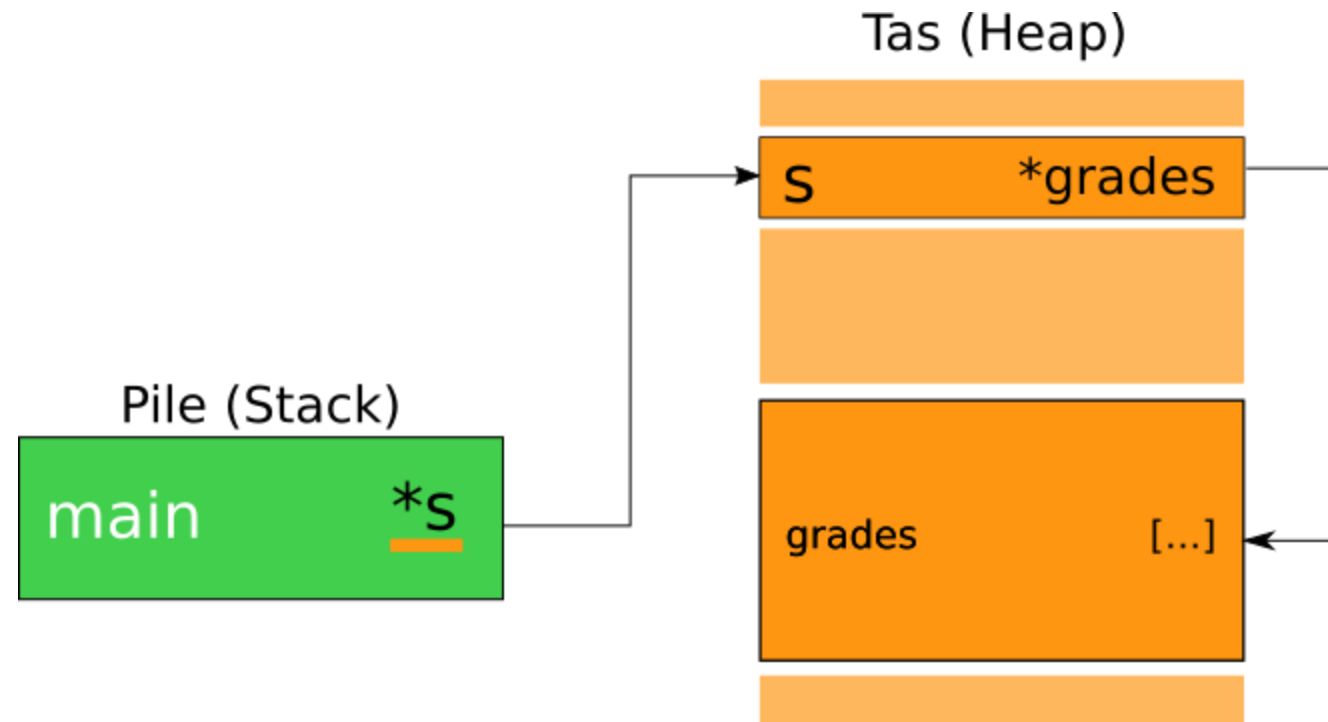 Tas (Heap)
s *grades
Pile (Stack)
main *s
grades [...]